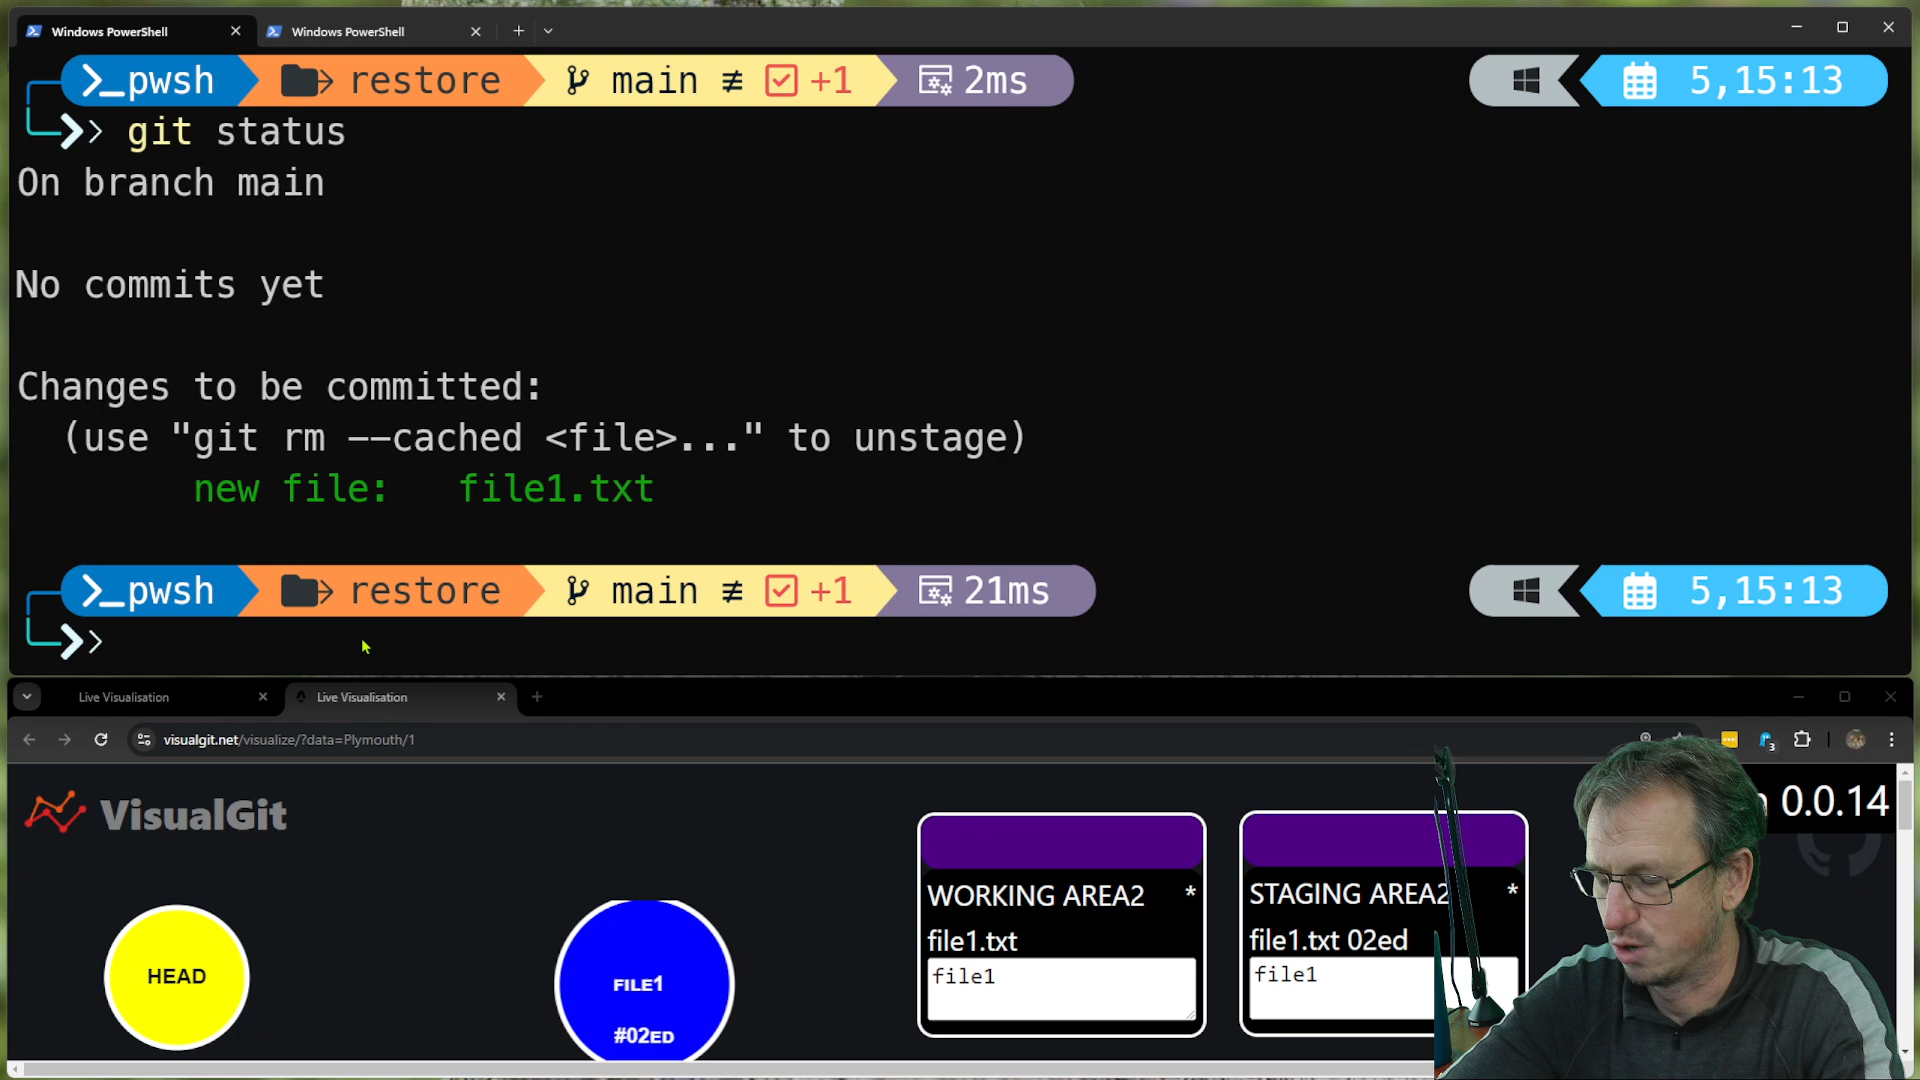 Windows PowerShell
Windows PowerShell
pwsh restore main ≢ +1 2ms
5,15:13
git status
On branch main
No commits yet
Changes to be committed:
(use "git rm --cached <file>..." to unstage)
new file:   file1.txt
pwsh restore main ≢ +1 21ms
5,15:13
Live Visualisation
Live Visualisation
visualgit.net/visualize/?data=Plymouth/1
3
VisualGit
0.0.14
HEAD
FILE1
#02ED
WORKING AREA2 *
file1.txt
file1
STAGING AREA2 *
file1.txt 02ed
file1